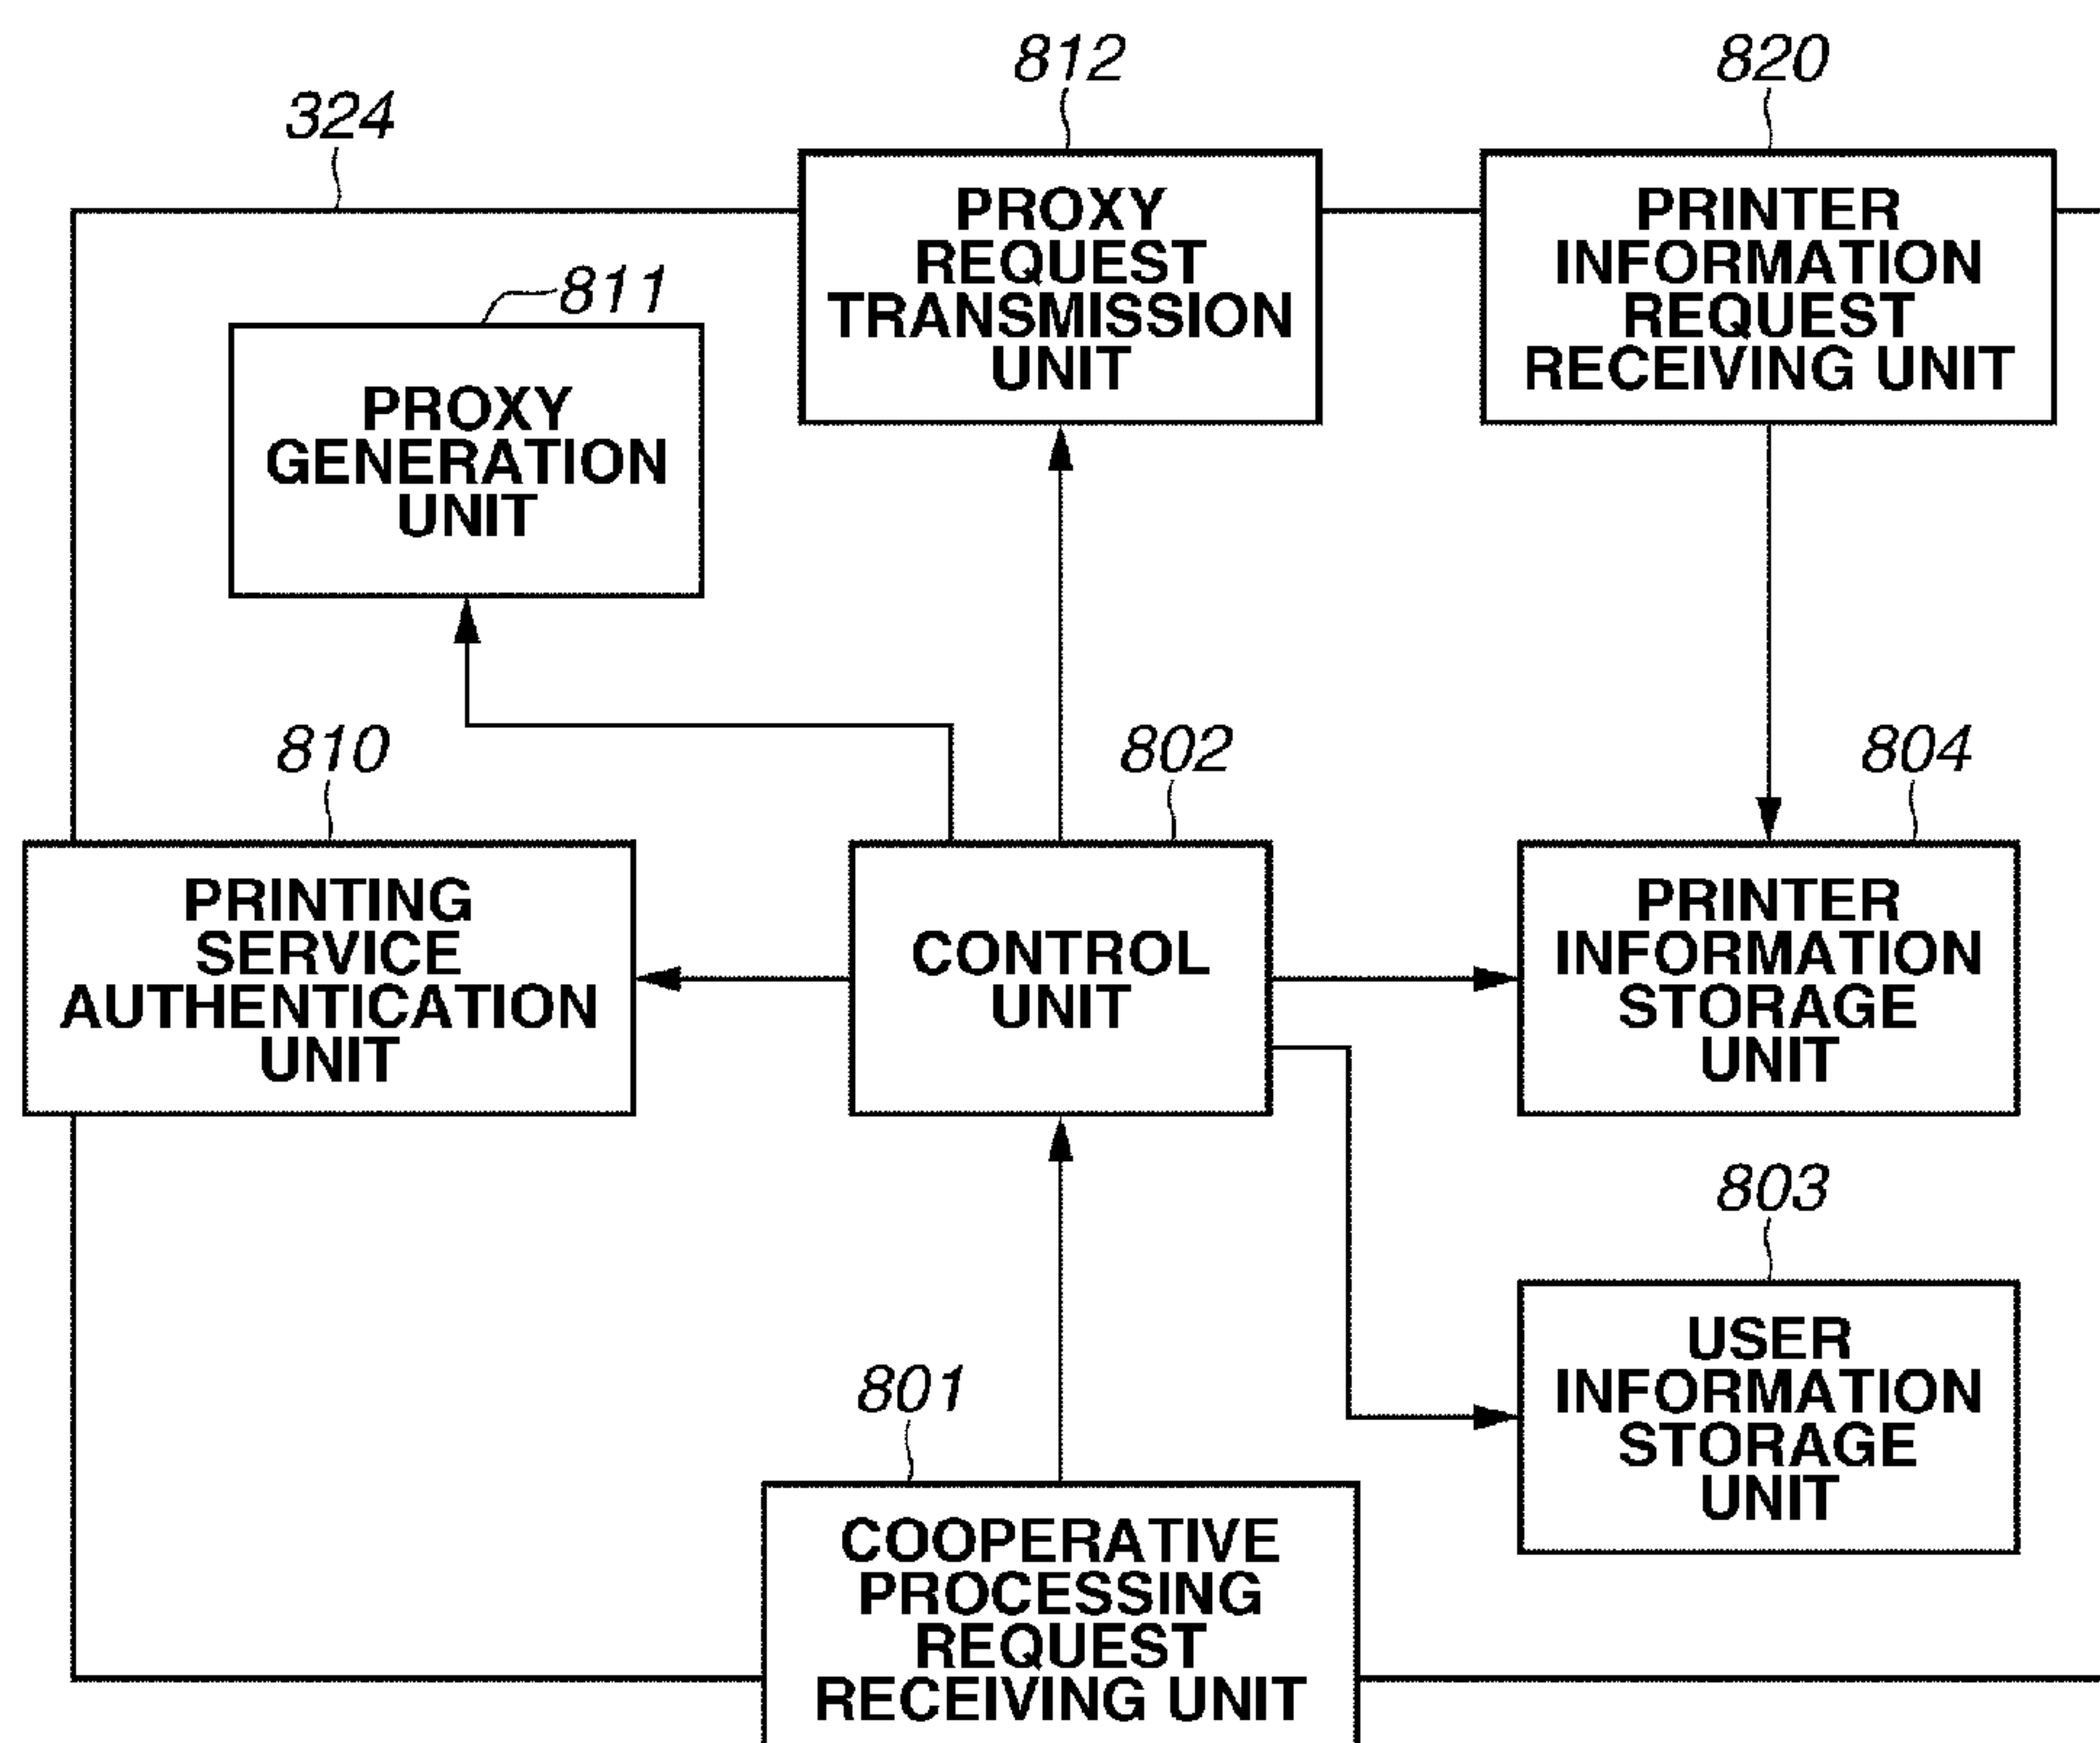 812
820
324
PROXY
REQUEST
TRANSMISSION
UNIT
PRINTER
INFORMATION
REQUEST
RECEIVING UNIT
811
PROXY
GENERATION
UNIT
810
802
804
PRINTING
SERVICE
AUTHENTICATION
UNIT
CONTROL
UNIT
PRINTER
INFORMATION
STORAGE
UNIT
803
USER
INFORMATION
STORAGE
UNIT
801
COOPERATIVE
PROCESSING
REQUEST
RECEIVING UNIT